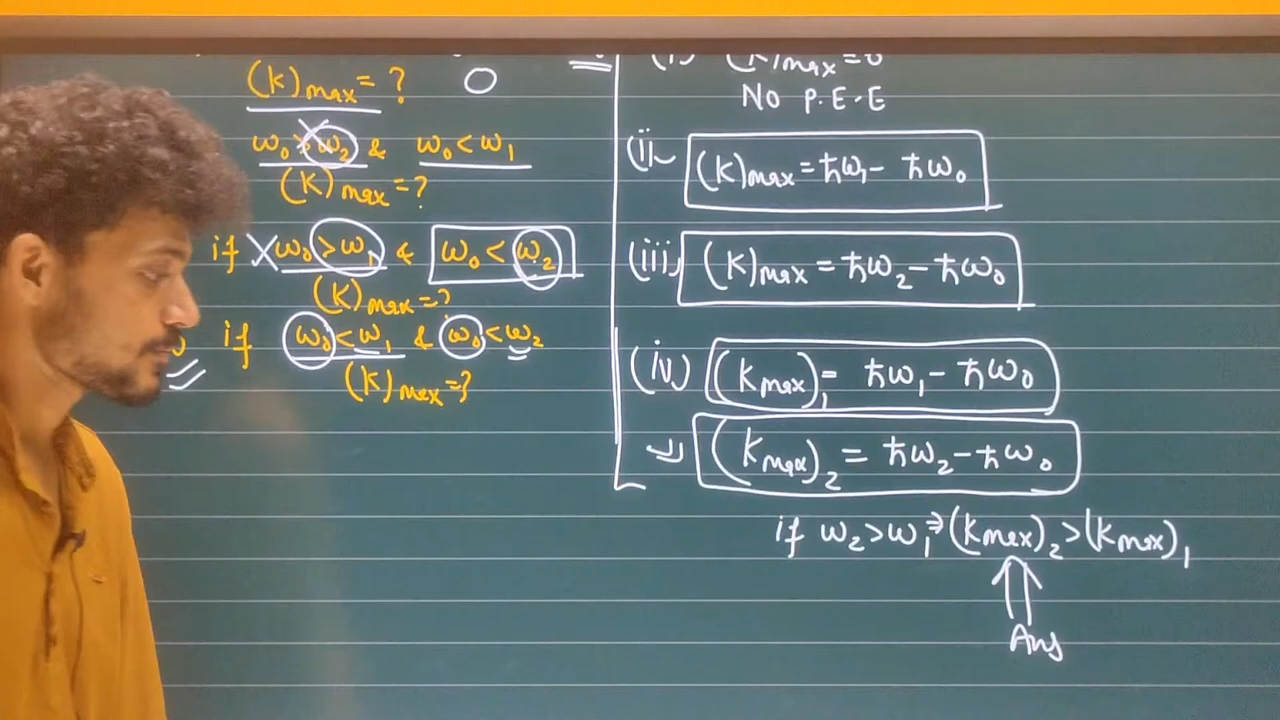 (K)max = ?
ω₀ > ω₂ & ω₀ < ω₁
(K)max = ?
if ω₀ > ω₁ & ω₀ < ω₂
(K)max = ?
if ω₀ < ω₁ & ω₀ < ω₂
(K)max = ?
(K)max = 0
No P.E.E
(ii) (K)max = ħω₁ - ħω₀
(iii) (K)max = ħω₂ - ħω₀
(iv) (Kmax)₁ = ħω₁ - ħω₀
(Kmax)₂ = ħω₂ - ħω₀
if ω₂ > ω₁ ⇒ (Kmax)₂ > (Kmax)₁
Ans